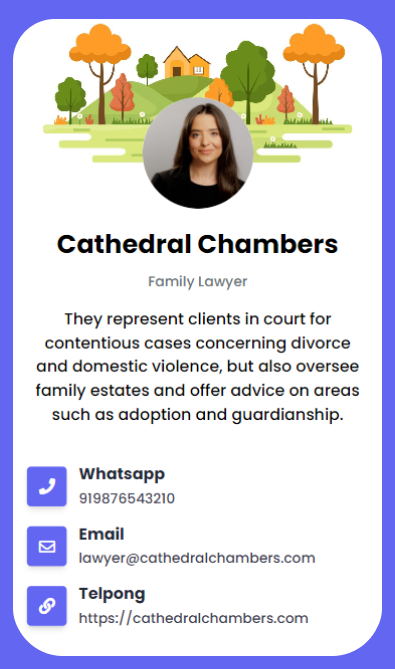 Cathedral Chambers
Family Lawyer
They represent clients in court for
contentious cases concerning divorce
and domestic violence, but also oversee
family estates and offer advice on areas
such as adoption and guardianship.
Whatsapp
919876543210
Email
lawyer@cathedralchambers.com
Telpong
https://cathedralchambers.com